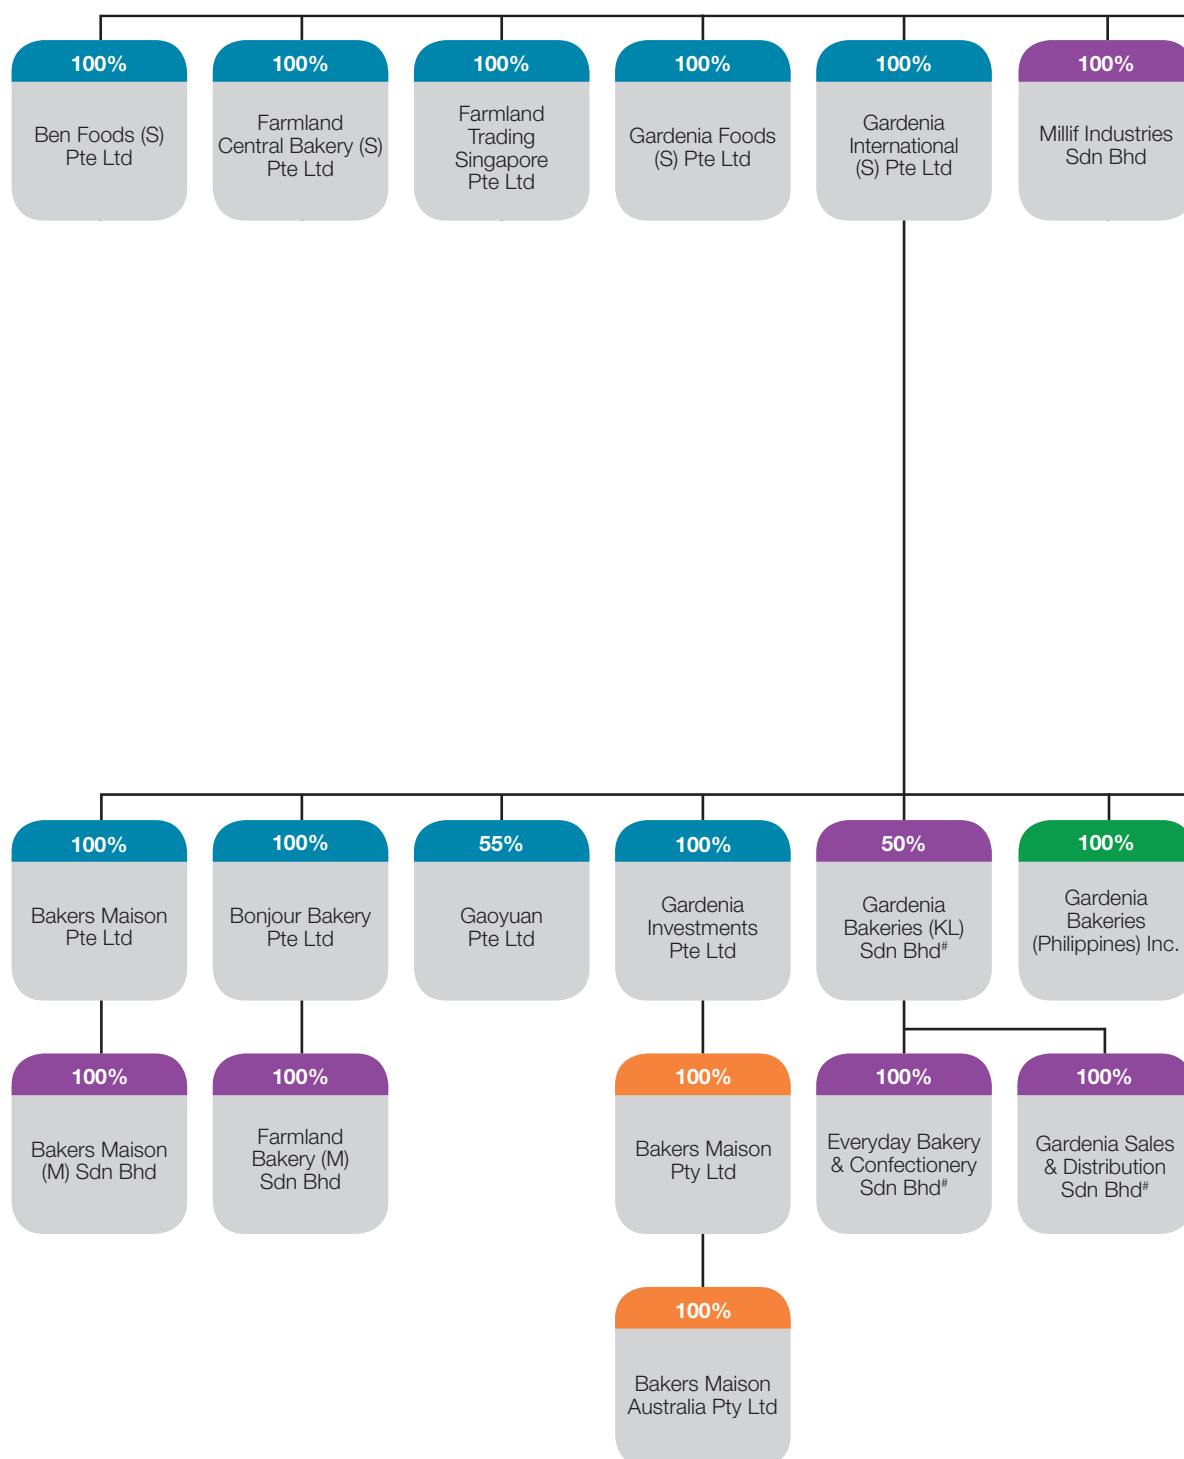 100%
Ben Foods (S)
Pte Ltd
100%
Farmland
Central Bakery (S)
Pte Ltd
100%
Farmland
Trading
Singapore
Pte Ltd
100%
Gardenia Foods
(S) Pte Ltd
100%
Gardenia
International
(S) Pte Ltd
100%
Millif Industries
Sdn Bhd
100%
Bakers Maison
Pte Ltd
100%
Bonjour Bakery
Pte Ltd
55%
Gaoyuan
Pte Ltd
100%
Gardenia
Investments
Pte Ltd
50%
Gardenia
Bakeries (KL)
Sdn Bhd#
100%
Gardenia
Bakeries
(Philippines) Inc.
100%
Bakers Maison
(M) Sdn Bhd
100%
Farmland
Bakery (M)
Sdn Bhd
100%
Bakers Maison
Pty Ltd
100%
Everyday Bakery
& Confectionery
Sdn Bhd#
100%
Gardenia Sales
& Distribution
Sdn Bhd#
100%
Bakers Maison
Australia Pty Ltd